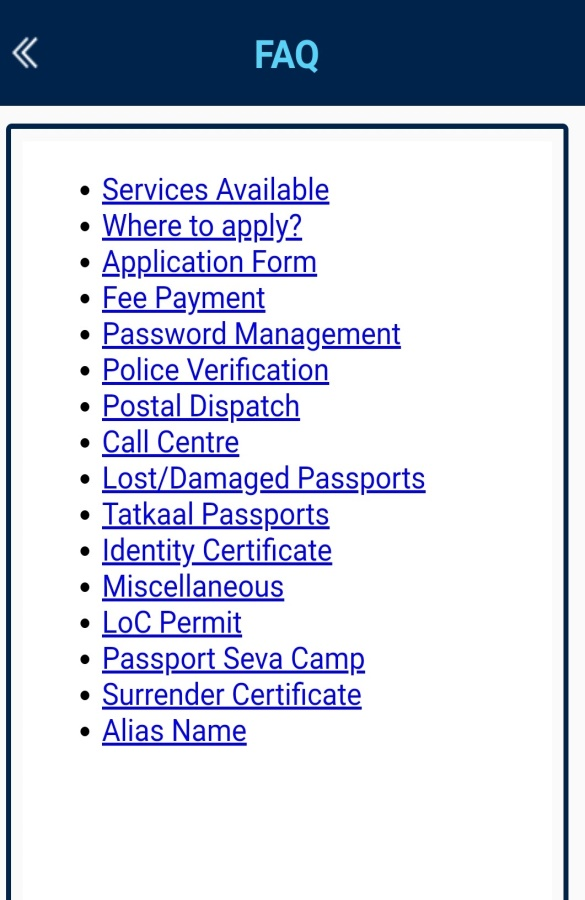 FAQ
Services Available
Where to apply?
Application Form
Fee Payment
Password Management
Police Verification
Postal Dispatch
Call Centre
Lost/Damaged Passports
Tatkaal Passports
Identity Certificate
Miscellaneous
LoC Permit
Passport Seva Camp
Surrender Certificate
Alias Name